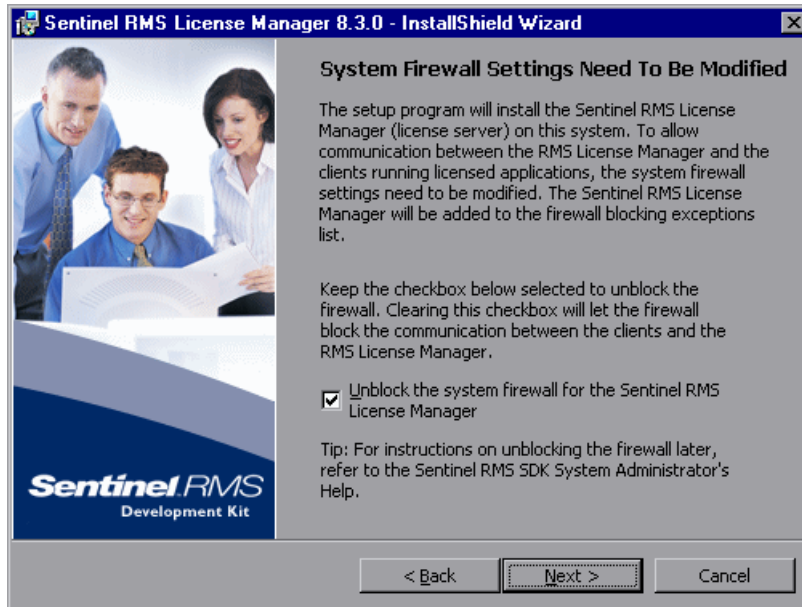 Sentinel RMS License Manager 8.3.0 - InstallShield Wizard
System Firewall Settings Need To Be Modified
The setup program will install the Sentinel RMS License
Manager (license server) on this system. To allow
communication between the RMS License Manager and the
clients running licensed applications, the system firewall
settings need to be modified. The Sentinel RMS License
Manager will be added to the firewall blocking exceptions
list.
Keep the checkbox below selected to unblock the
firewall. Clearing this checkbox will let the firewall
block the communication between the clients and the
RMS License Manager.
Unblock the system firewall for the Sentinel RMS
License Manager
Tip: For instructions on unblocking the firewall later,
refer to the Sentinel RMS SDK System Administrator's
Help.
Sentinel.RMS
Development Kit
< Back
Next >
Cancel